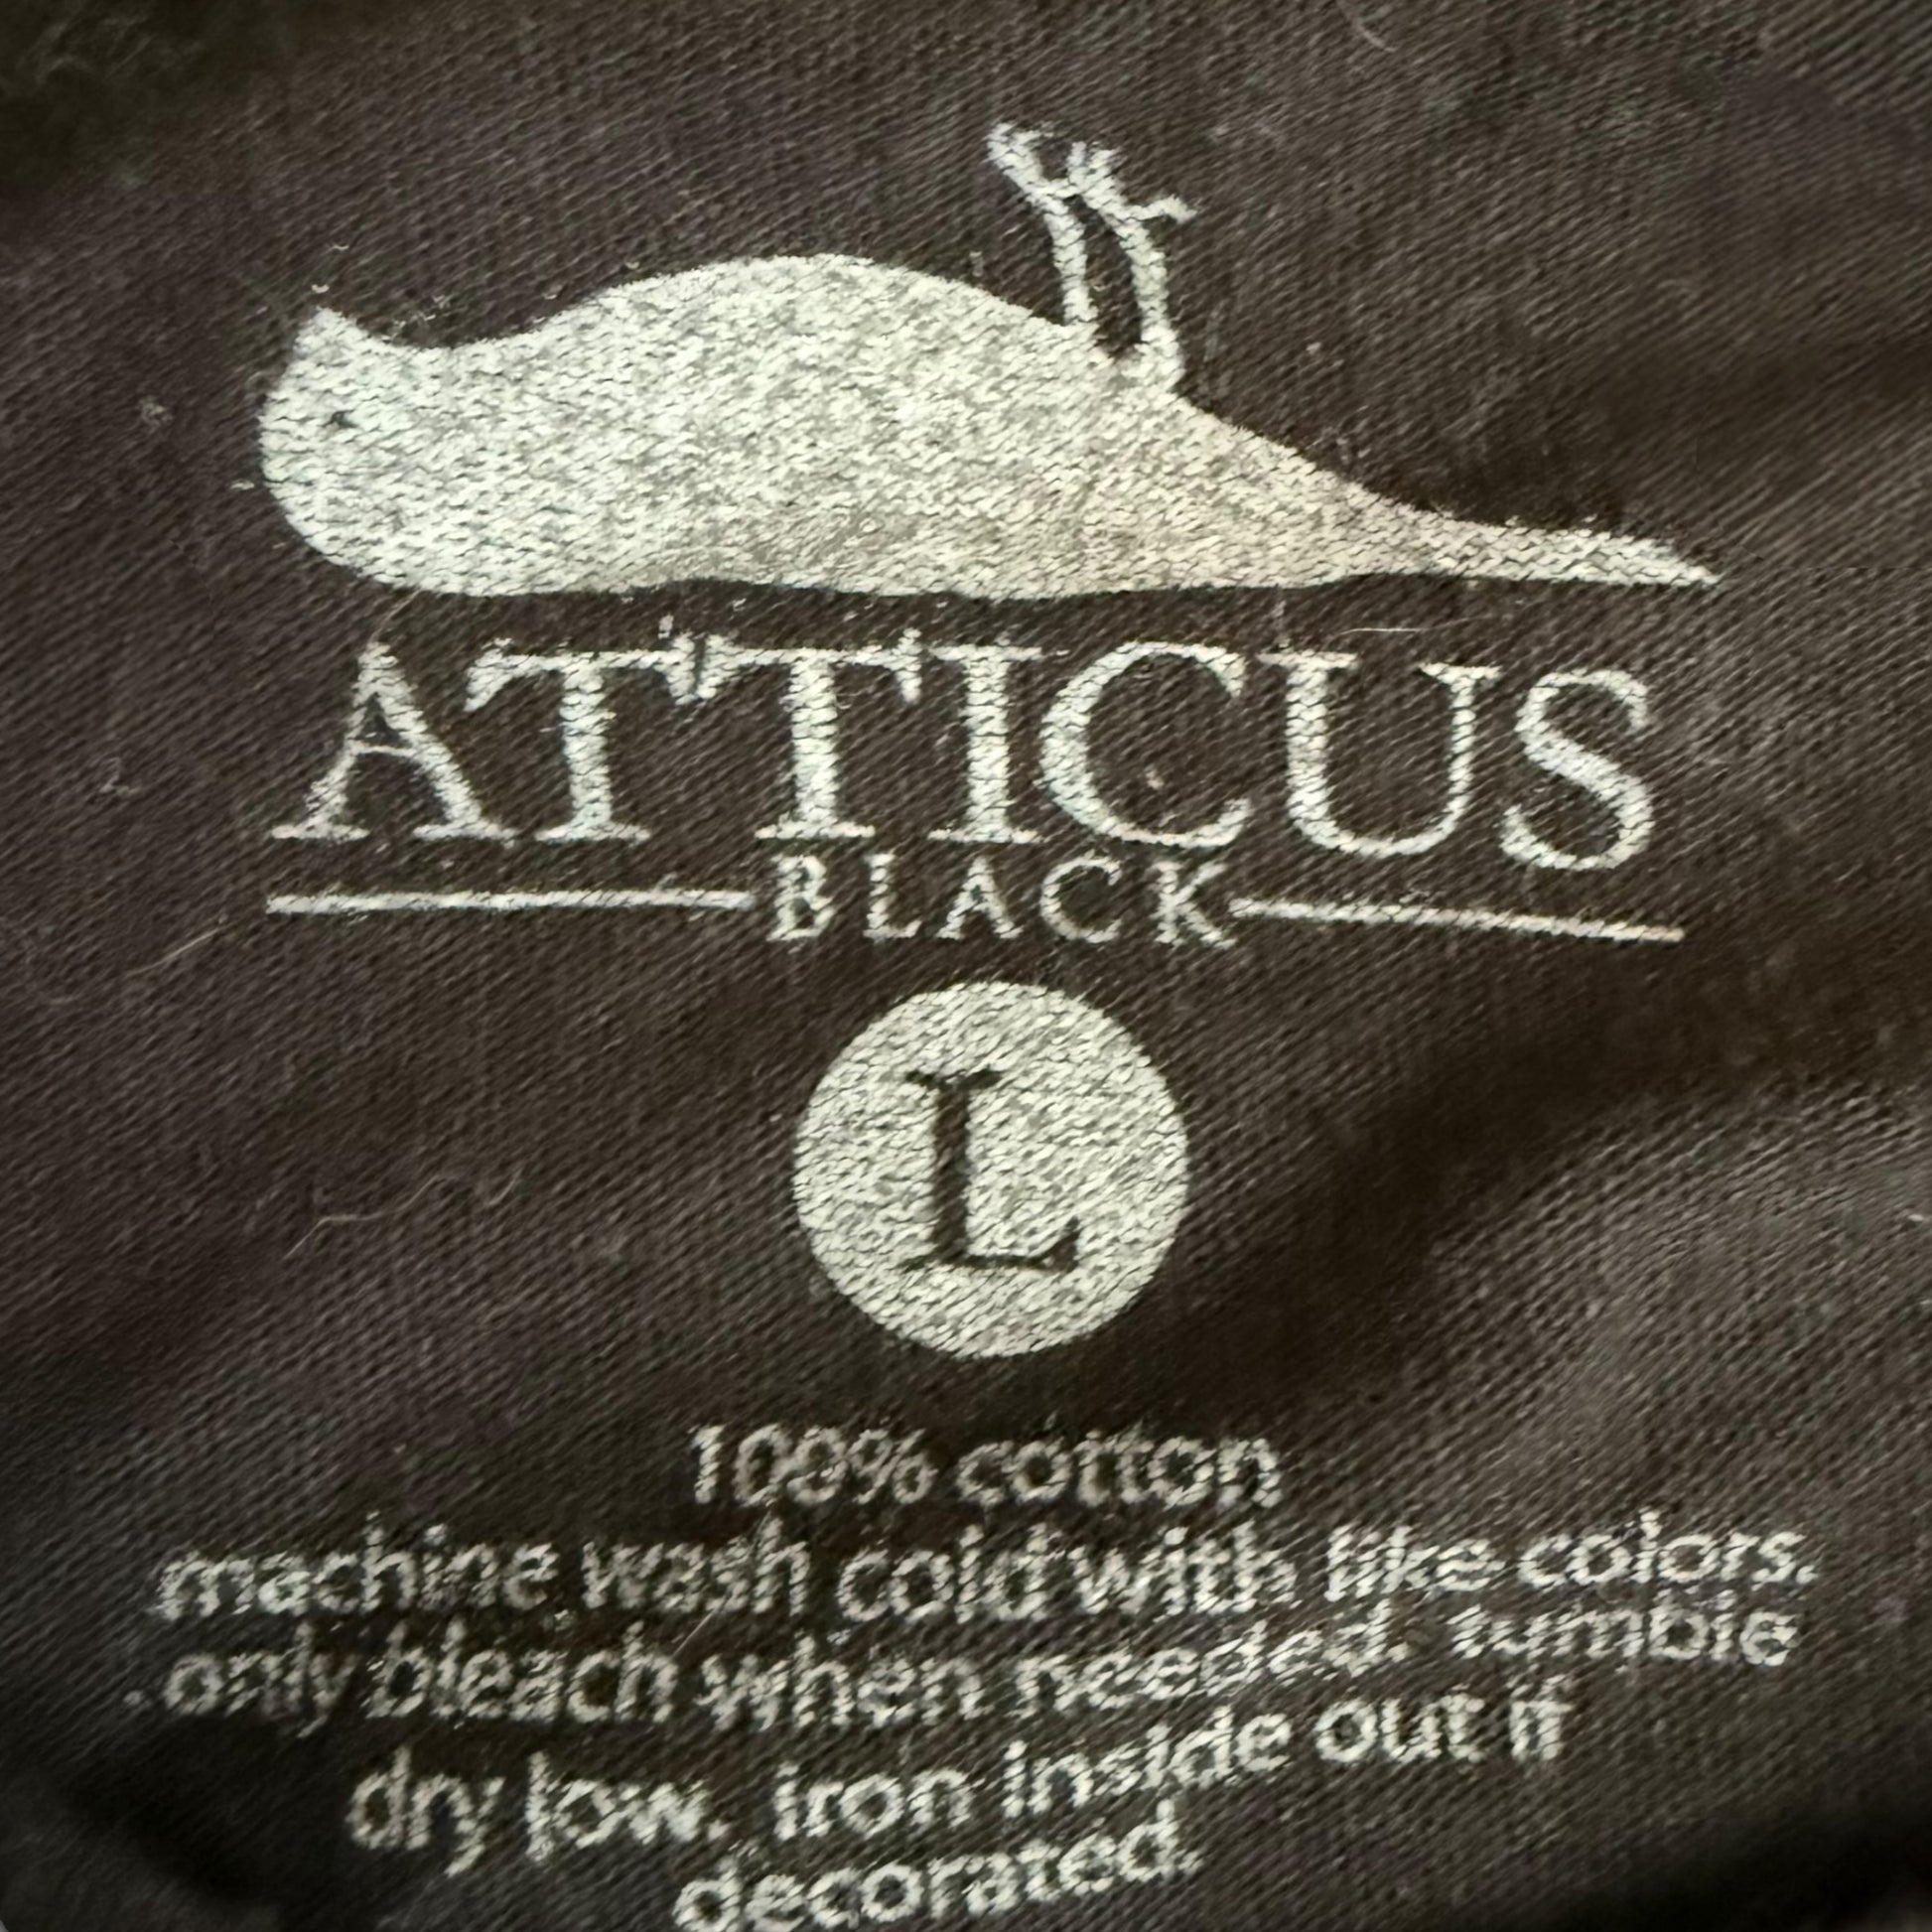 ATTICUS
BLACK
L
100% cotton
machine wash cold with like colors.
only bleach when needed. tumble
dry low. iron inside out if
decorated.